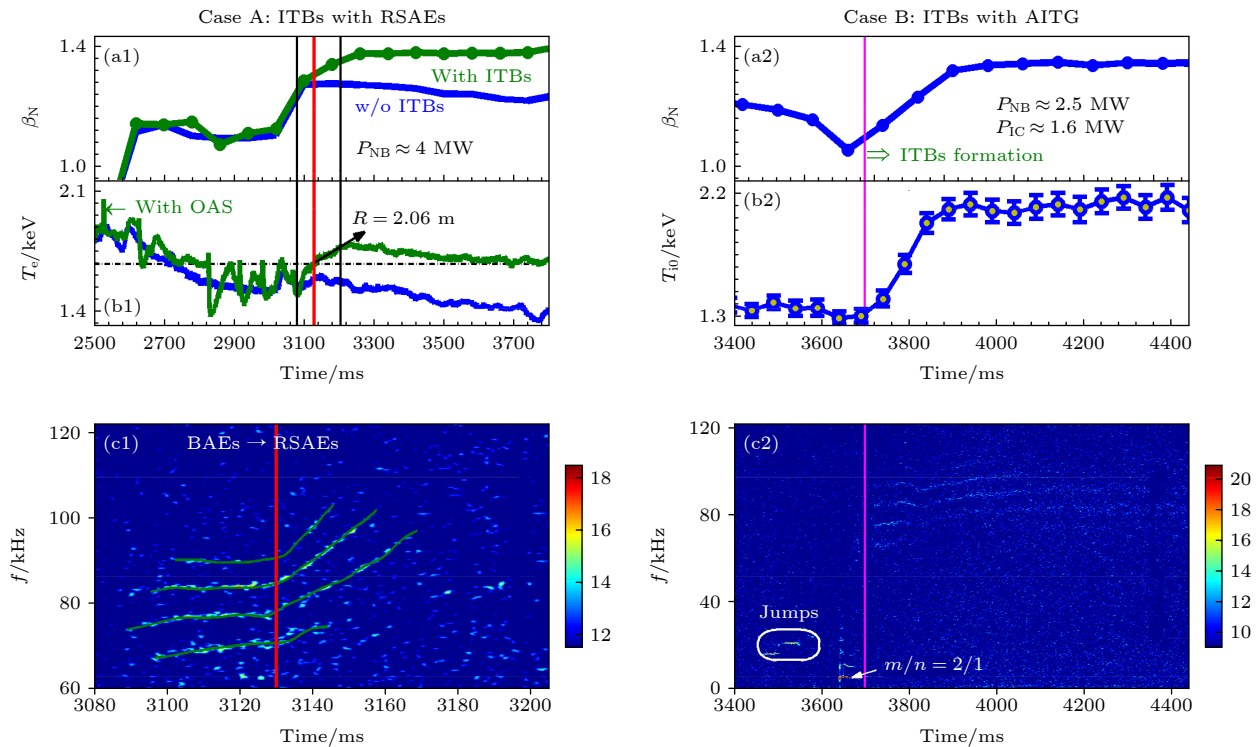 Case A: ITBs with RSAEs
Case B: ITBs with AITG
(a1)
1.4
1.0
β_N
With ITBs
w/o ITBs
P_NB ≈ 4 MW
(a2)
1.4
1.0
β_N
P_NB ≈ 2.5 MW
P_IC ≈ 1.6 MW
⇒ ITBs formation
(b1)
2.1
1.4
T_e/keV
← With OAS
R = 2.06 m
2500 2700 2900 3100 3300 3500 3700
Time/ms
(b2)
2.2
1.3
T_i0/keV
3400 3600 3800 4000 4200 4400
Time/ms
(c1)
BAEs → RSAEs
120
100
80
60
f/kHz
3080 3100 3120 3140 3160 3180 3200
Time/ms
18
16
14
12
(c2)
120
80
40
0
f/kHz
Jumps
m/n = 2/1
3400 3600 3800 4000 4200 4400
Time/ms
20
18
16
14
12
10